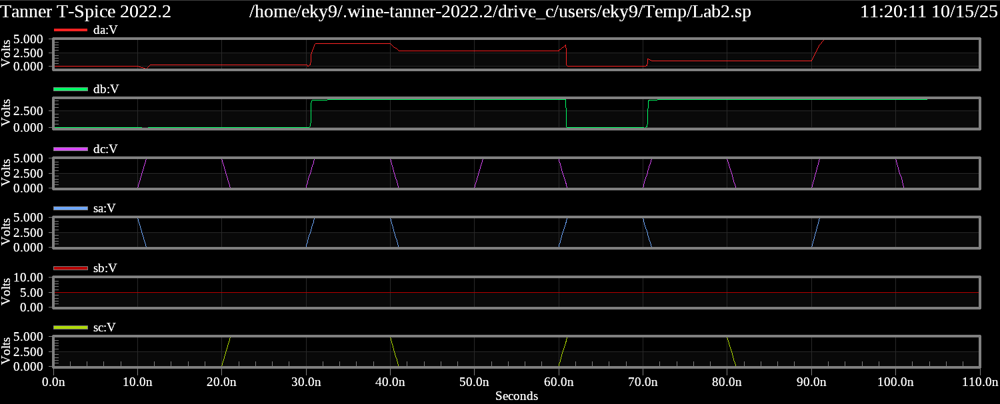 Tanner T-Spice 2022.2 /home/eky9/.wine-tanner-2022.2/drive_c/users/eky9/Temp/Lab2.sp 11:20:11 10/15/25
da:V
5.000
2.500
0.000
Volts
db:V
2.500
0.000
Volts
dc:V
5.000
2.500
0.000
Volts
sa:V
5.000
2.500
0.000
Volts
sb:V
10.00
5.00
0.00
Volts
sc:V
5.000
2.500
0.000
Volts
0.0n 10.0n 20.0n 30.0n 40.0n 50.0n 60.0n 70.0n 80.0n 90.0n 100.0n 110.0n
Seconds